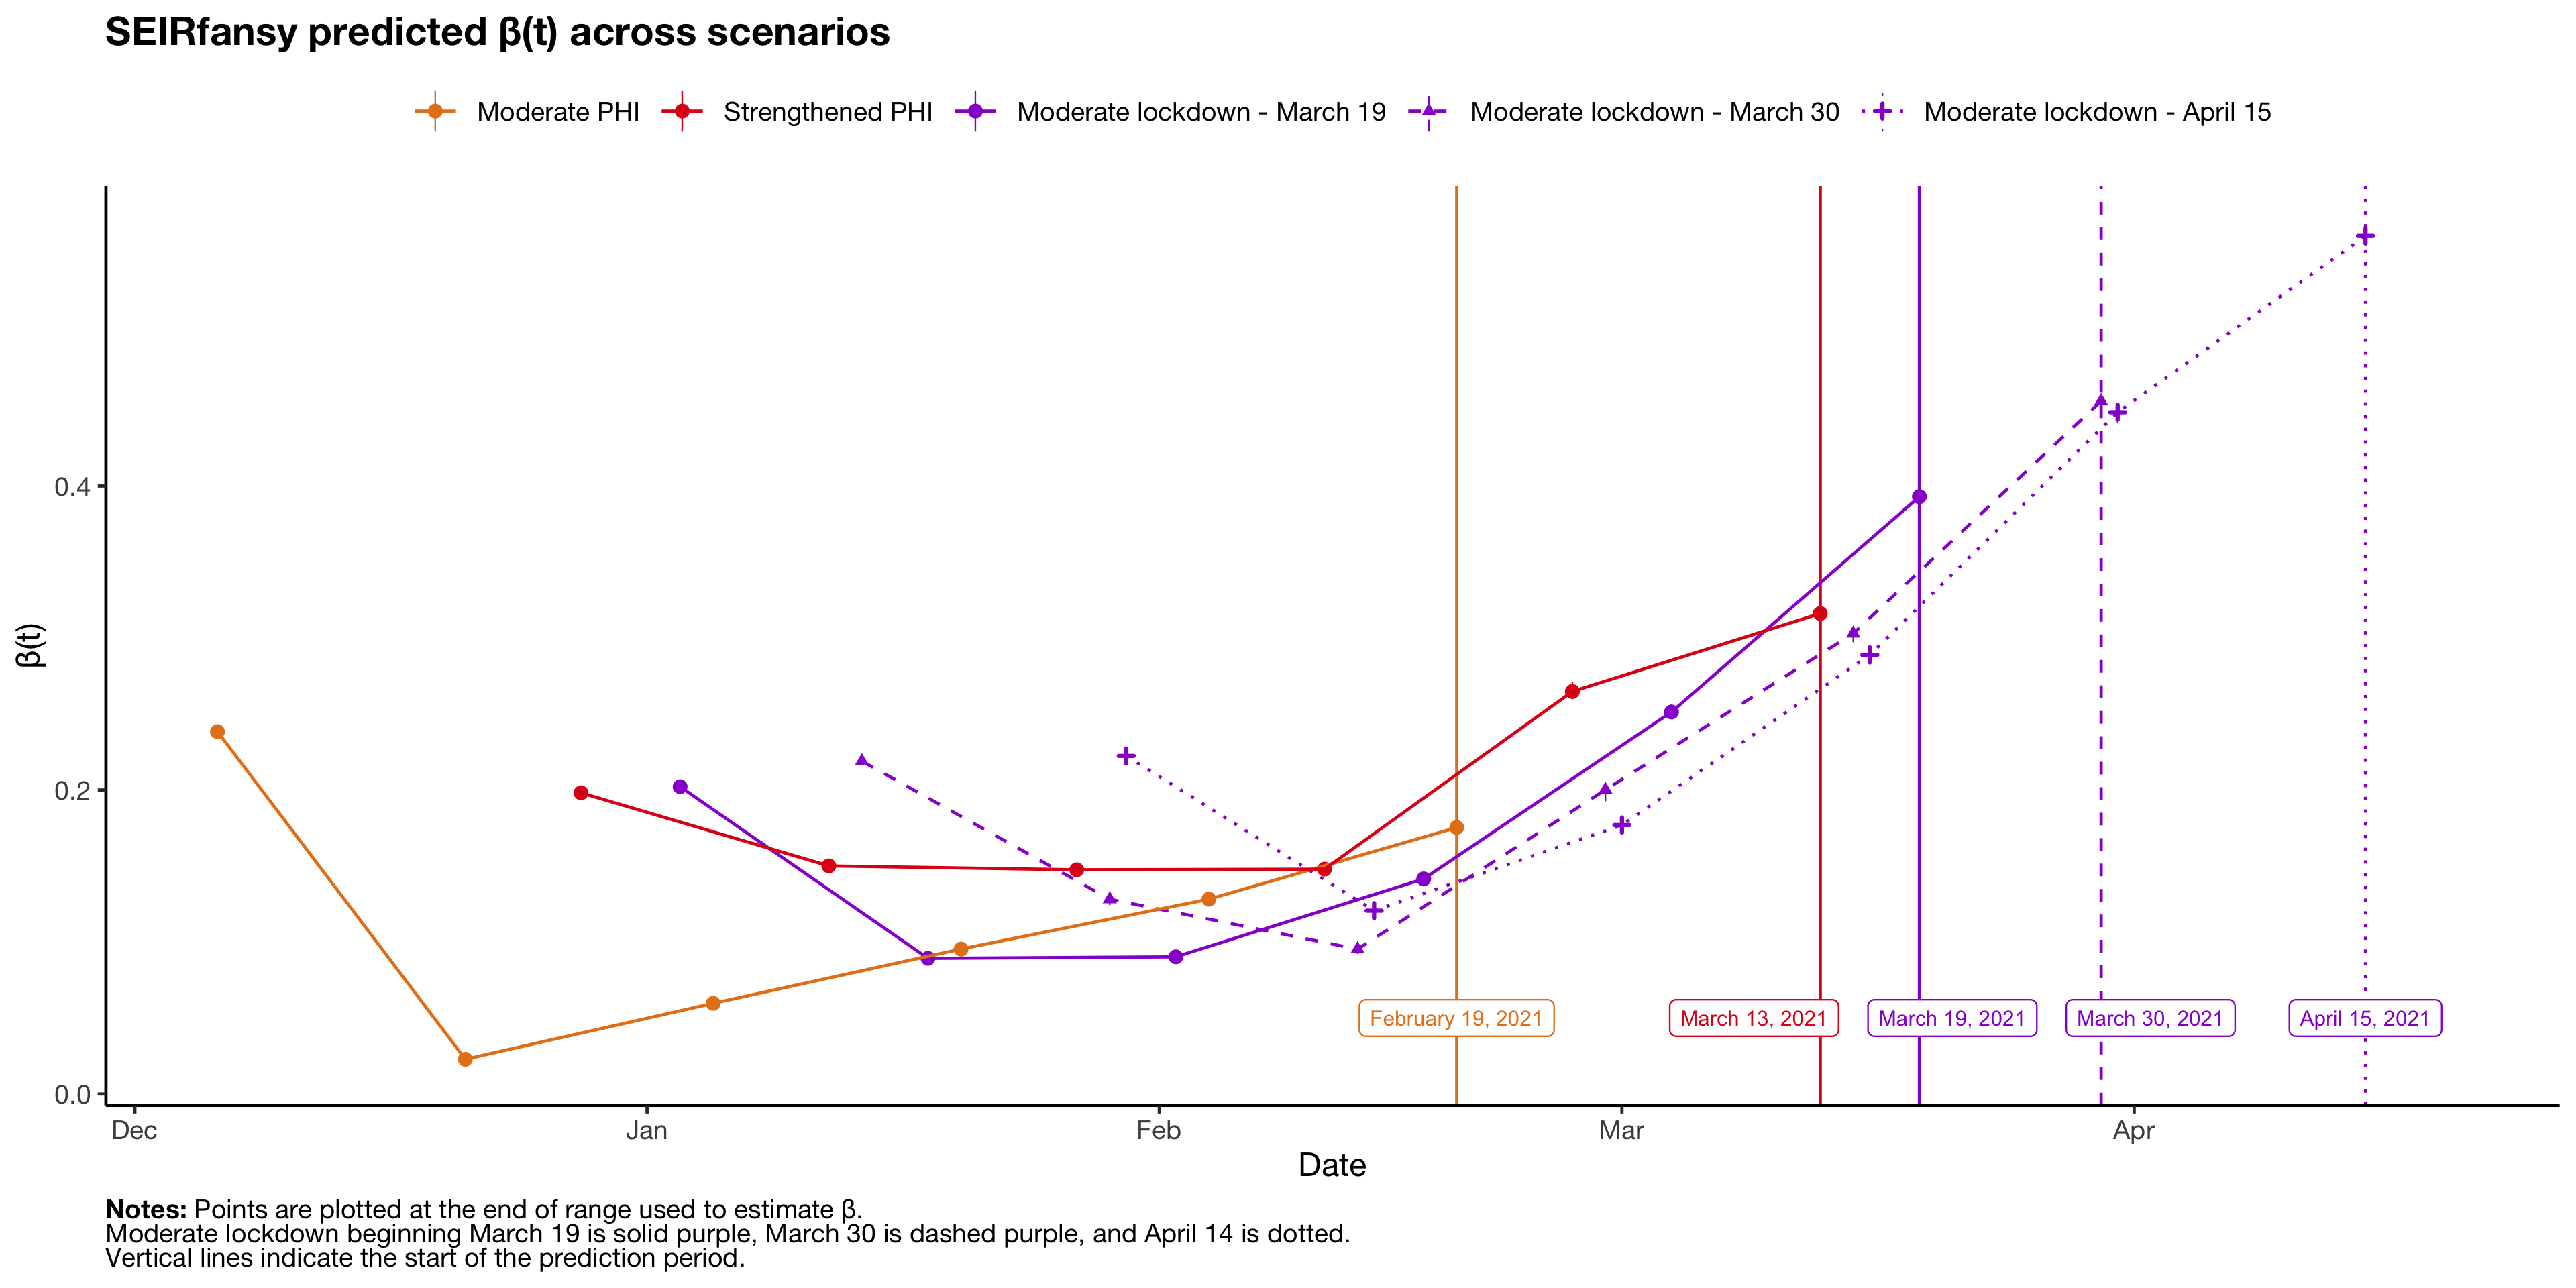 SEIRfansy predicted β(t) across scenarios
Moderate PHI Strengthened PHI Moderate lockdown - March 19 Moderate lockdown - March 30 Moderate lockdown - April 15
0.4
0.2
0.0
β(t)
February 19, 2021 March 13, 2021 March 19, 2021 March 30, 2021 April 15, 2021
Dec Jan Feb Mar Apr
Date
Notes: Points are plotted at the end of range used to estimate β.
Moderate lockdown beginning March 19 is solid purple, March 30 is dashed purple, and April 14 is dotted.
Vertical lines indicate the start of the prediction period.